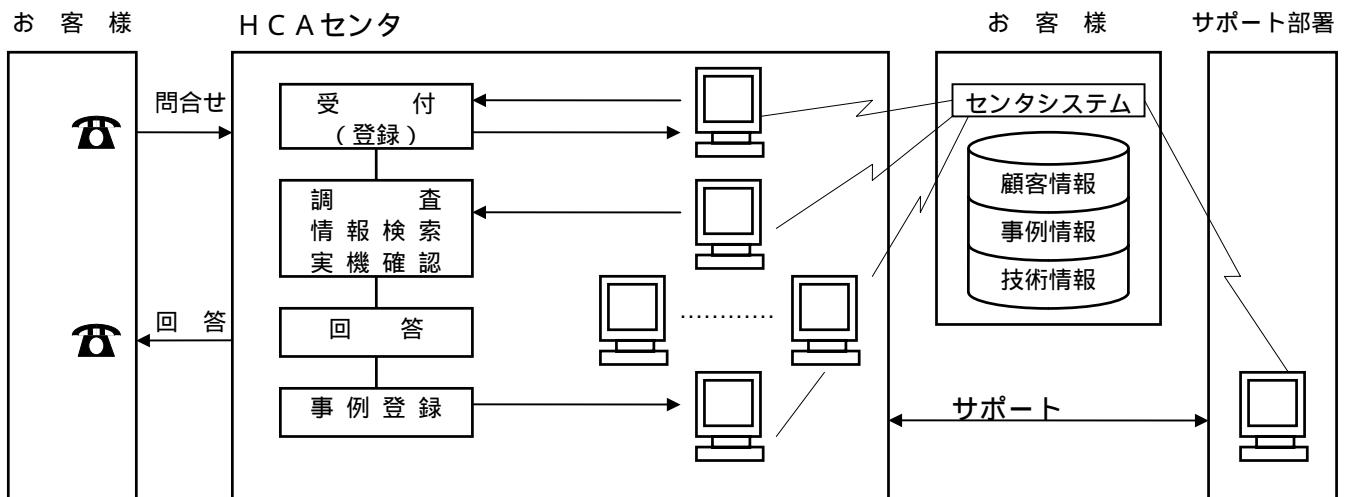 お　客　様
ＨＣＡセンタ
お　客　様
サポート部署
問合せ
受　　　付
（登録）
センタシステム
調　　　査
情 報 検 索
実 機 確 認
顧客情報
事例情報
技術情報
回　答
回　　答
…………
事 例 登 録
サポート